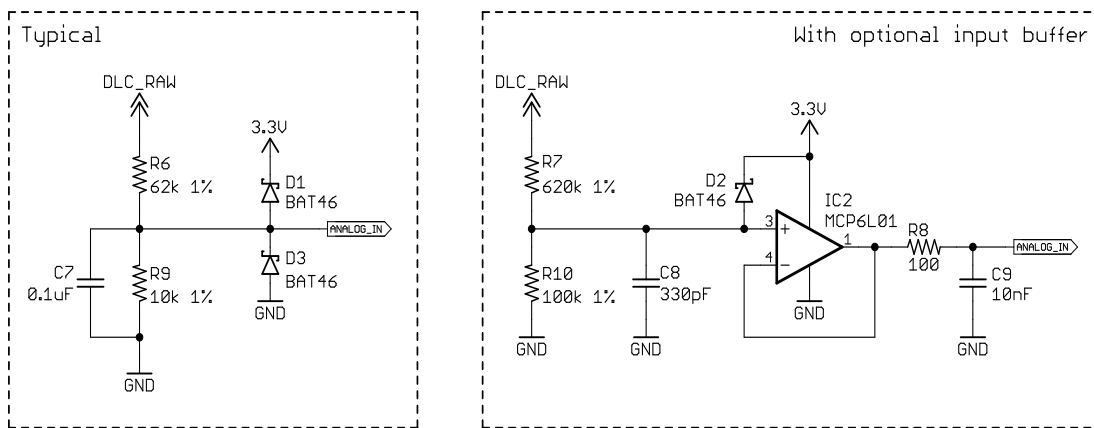 Typical
DLC_RAW
R6
62k 1%
3.3V
D1
BAT46
ANALOG_IN
D3
BAT46
GND
C7
0.1uF
R9
10k 1%
GND
With optional input buffer
DLC_RAW
R7
620k 1%
3.3V
D2
BAT46
IC2
MCP6L01
3
+
1
4
-
R8
100
ANALOG_IN
R10
100k 1%
GND
C8
330pF
GND
GND
C9
10nF
GND